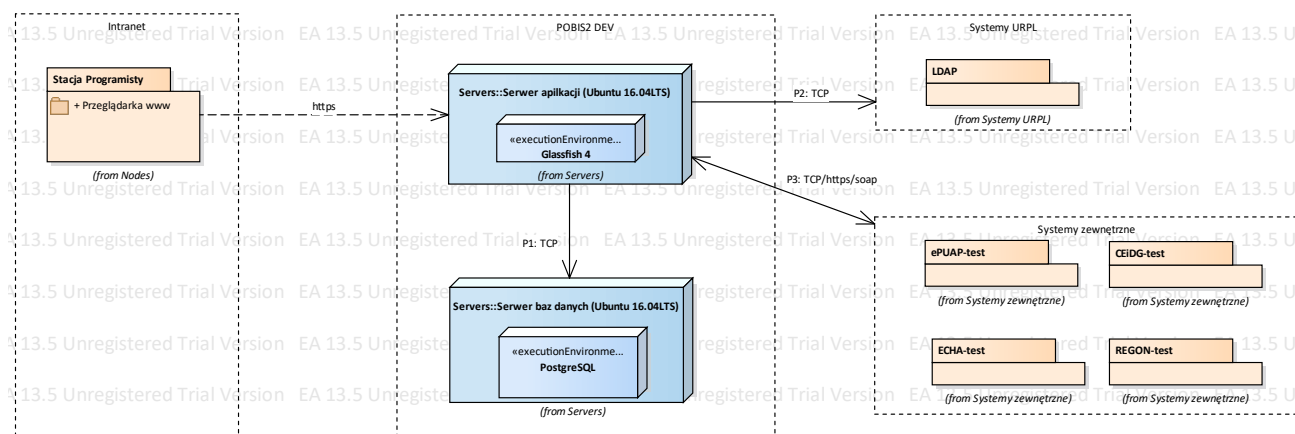 Intranet
POBIS2 DEV
Systemy URPL
EA 13.5 Unregistered Trial Version
Stacja Programisty
+ Przeglądarka www
(from Nodes)
https
Servers::Serwer apilkacji (Ubuntu 16.04LTS)
«executionEnvironme...
Glassfish 4
(from Servers)
P2: TCP
LDAP
(from Systemy URPL)
P3: TCP/https/soap
P1: TCP
Servers::Serwer baz danych (Ubuntu 16.04LTS)
«executionEnvironme...
PostgreSQL
(from Servers)
Systemy zewnętrzne
ePUAP-test
(from Systemy zewnętrzne)
CEiDG-test
(from Systemy zewnętrzne)
ECHA-test
(from Systemy zewnętrzne)
REGON-test
(from Systemy zewnętrzne)